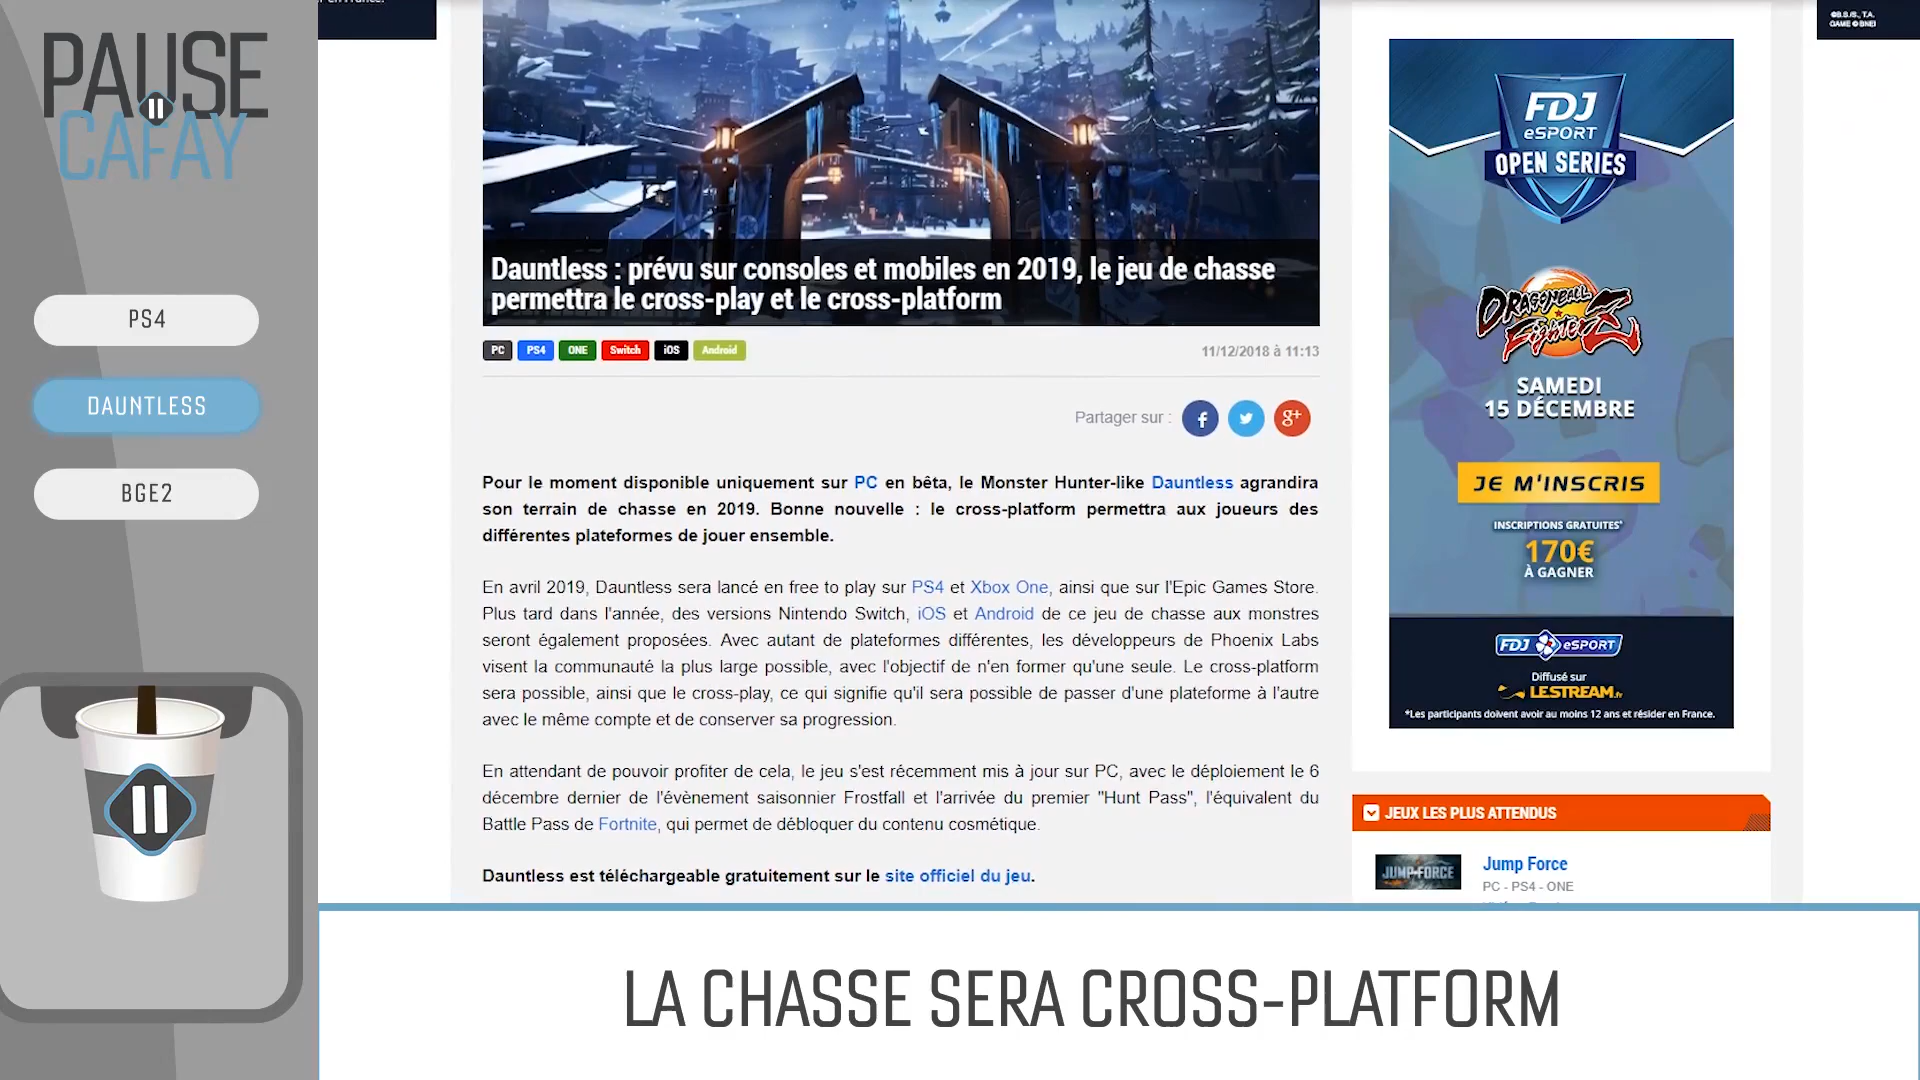 PAUSE
CAFAY
PS4
DAUNTLESS
BGE2
Dauntless : prévu sur consoles et mobiles en 2019, le jeu de chasse
permettra le cross-play et le cross-platform
PC PS4 ONE Switch iOS Android
11/12/2018 à 11:13
Partager sur :
Pour le moment disponible uniquement sur PC en bêta, le Monster Hunter-like Dauntless agrandira
son terrain de chasse en 2019. Bonne nouvelle : le cross-platform permettra aux joueurs des
différentes plateformes de jouer ensemble.
En avril 2019, Dauntless sera lancé en free to play sur PS4 et Xbox One, ainsi que sur l'Epic Games Store.
Plus tard dans l'année, des versions Nintendo Switch, iOS et Android de ce jeu de chasse aux monstres
seront également proposées. Avec autant de plateformes différentes, les développeurs de Phoenix Labs
visent la communauté la plus large possible, avec l'objectif de n'en former qu'une seule. Le cross-platform
sera possible, ainsi que le cross-play, ce qui signifie qu'il sera possible de passer d'une plateforme à l'autre
avec le même compte et de conserver sa progression.
En attendant de pouvoir profiter de cela, le jeu s'est récemment mis à jour sur PC, avec le déploiement le 6
décembre dernier de l'évènement saisonnier Frostfall et l'arrivée du premier "Hunt Pass", l'équivalent du
Battle Pass de Fortnite, qui permet de débloquer du contenu cosmétique.
Dauntless est téléchargeable gratuitement sur le site officiel du jeu.
©B.S./S., T.A.
GAME © BNEI
FDJ
eSPORT
OPEN SERIES
DRAGONBALL
FighterZ
SAMEDI
15 DÉCEMBRE
JE M'INSCRIS
INSCRIPTIONS GRATUITES*
170€
À GAGNER
FDJ eSPORT
Diffusé sur
LESTREAM.fr
*Les participants doivent avoir au moins 12 ans et résider en France.
JEUX LES PLUS ATTENDUS
JUMP FORCE
Jump Force
PC - PS4 - ONE
LA CHASSE SERA CROSS-PLATFORM